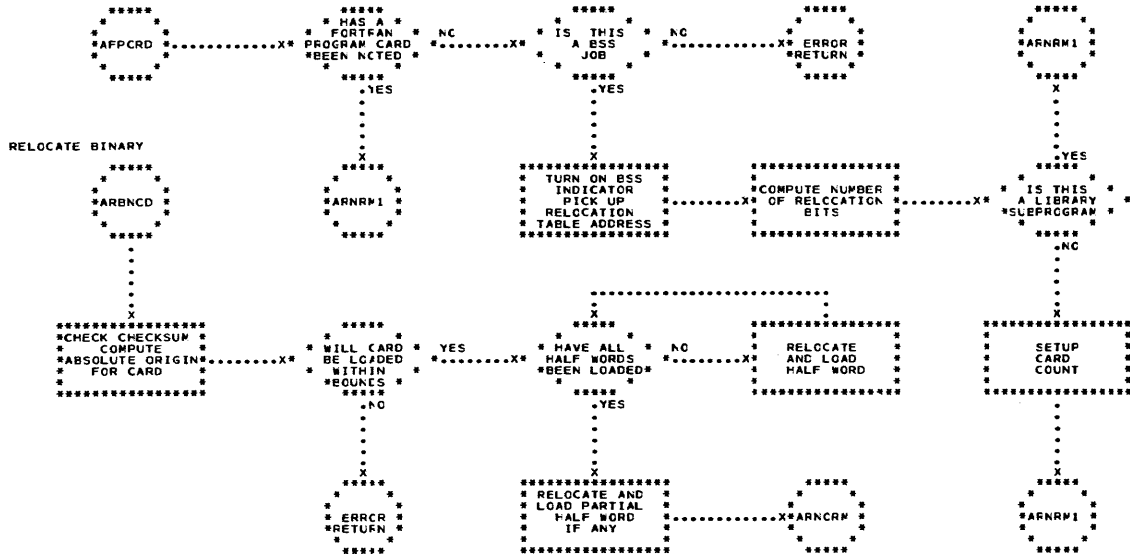 AFPCRD
HAS A
FORTRAN
PROGRAM CARD
BEEN NOTED
NO
YES
IS THIS
A BSS
JOB
NO
YES
ERROR
RETURN
ARNRM1
ARNRM1
TURN ON BSS
INDICATOR
PICK UP
RELOCATION
TABLE ADDRESS
COMPUTE NUMBER
OF RELOCATION
BITS
IS THIS
A LIBRARY
SUBPROGRAM
YES
NO
SETUP
CARD
COUNT
ARNRM1
RELOCATE BINARY
ARBNCD
CHECK CHECKSUM
COMPUTE
ABSOLUTE ORIGIN
FOR CARD
WILL CARD
BE LOADED
WITHIN
BOUNDS
YES
NO
ERROR
RETURN
HAVE ALL
HALF WORDS
BEEN LOADED
NO
YES
RELOCATE
AND LOAD
HALF WORD
RELOCATE AND
LOAD PARTIAL
HALF WORD
IF ANY
ARNCRM